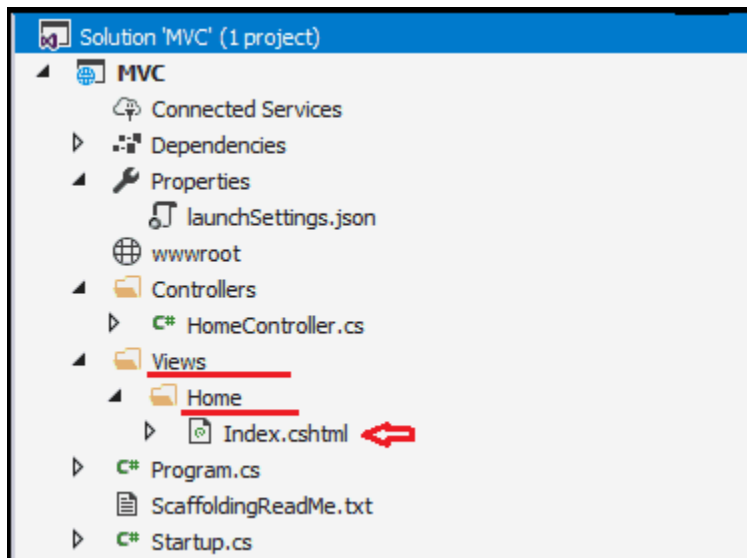 Solution 'MVC' (1 project)
MVC
Connected Services
Dependencies
Properties
launchSettings.json
wwwroot
Controllers
C# HomeController.cs
Views
Home
Index.cshtml
C# Program.cs
ScaffoldingReadMe.txt
C# Startup.cs